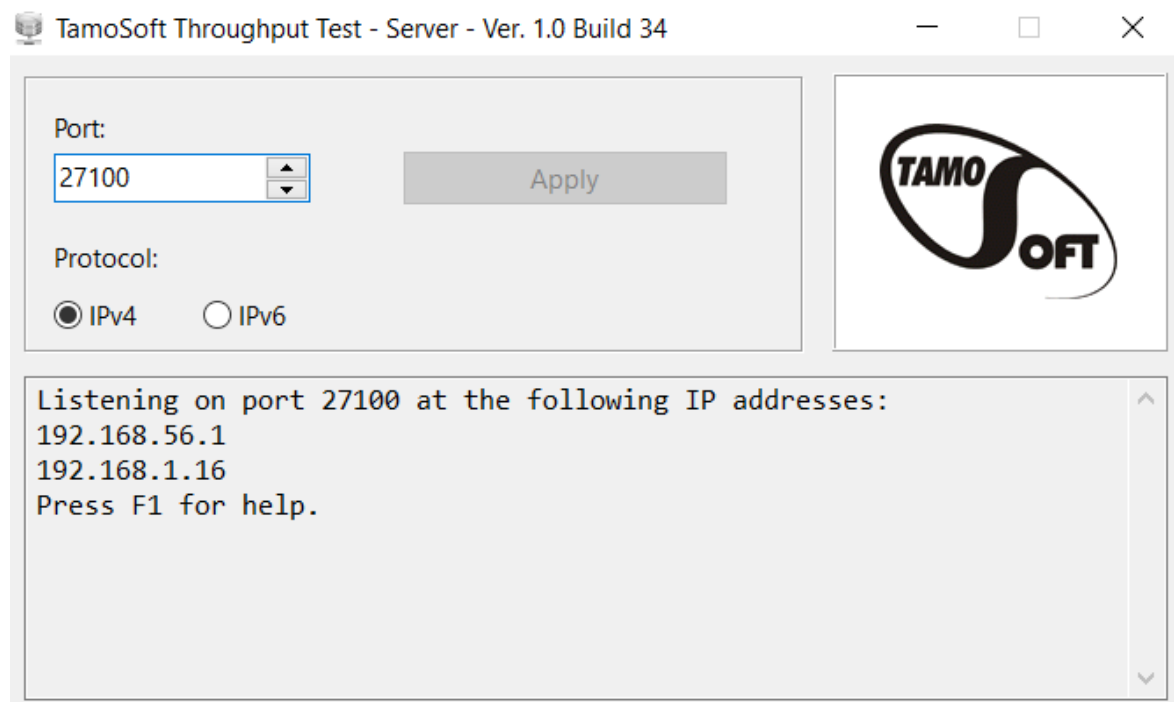 TamoSoft Throughput Test - Server - Ver. 1.0 Build 34
Port:
27100
Apply
Protocol:
IPv4
IPv6
TAMO
SOFT
Listening on port 27100 at the following IP addresses:
192.168.56.1
192.168.1.16
Press F1 for help.